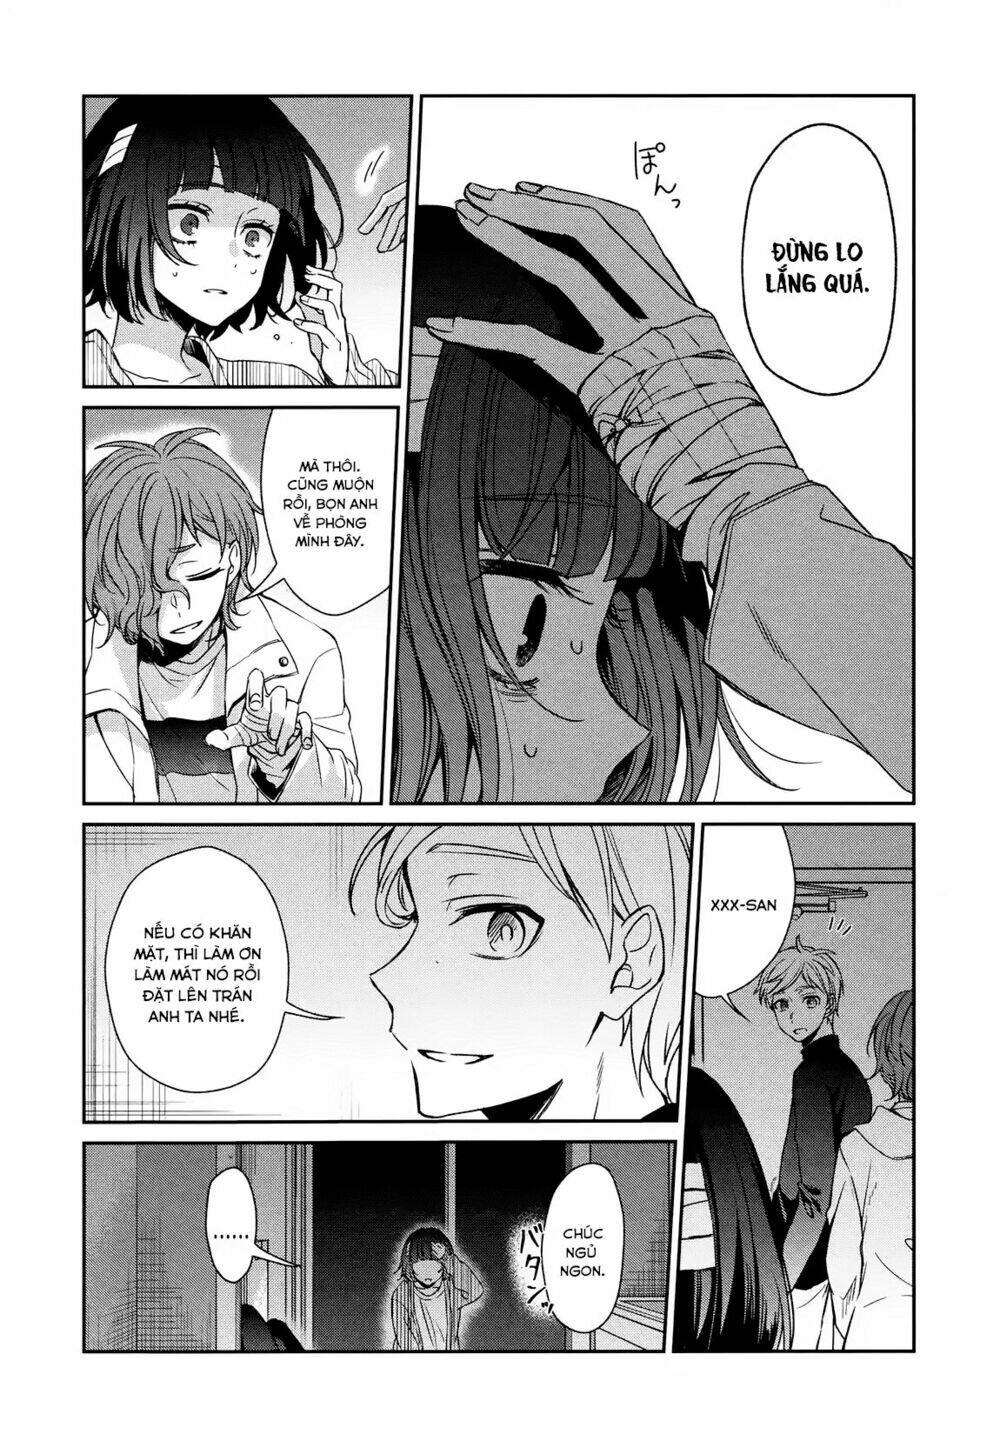 ĐỪNG LO
LẮNG QUÁ.
ぽんっ
MÀ THÔI.
CŨNG MUỘN
RỒI, BỌN ANH
VỀ PHÒNG
MÌNH ĐÂY.
XXX-SAN
NẾU CÓ KHĂN
MẶT, THÌ LÀM ƠN
LÀM MÁT NÓ RỒI
ĐẶT LÊN TRÁN
ANH TA NHÉ.
CHÚC
NGỦ
NGON.
バタン
......